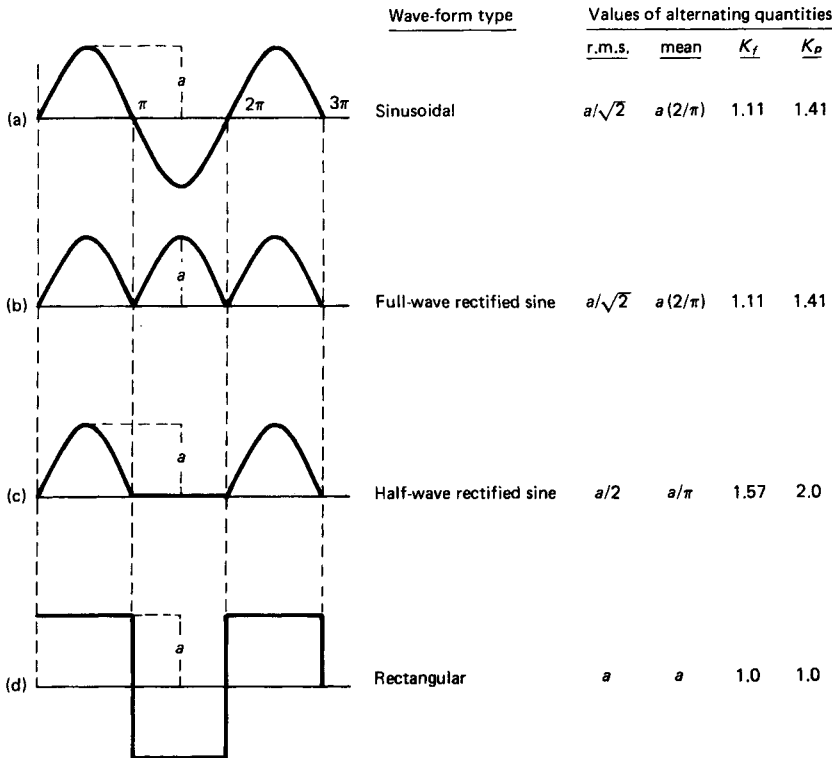 Wave-form type Values of alternating quantities
r.m.s. mean K_f K_p
a
π 2π 3π
(a) Sinusoidal a/√2 a(2/π) 1.11 1.41
a
(b) Full-wave rectified sine a/√2 a(2/π) 1.11 1.41
a
(c) Half-wave rectified sine a/2 a/π 1.57 2.0
a
(d) Rectangular a a 1.0 1.0